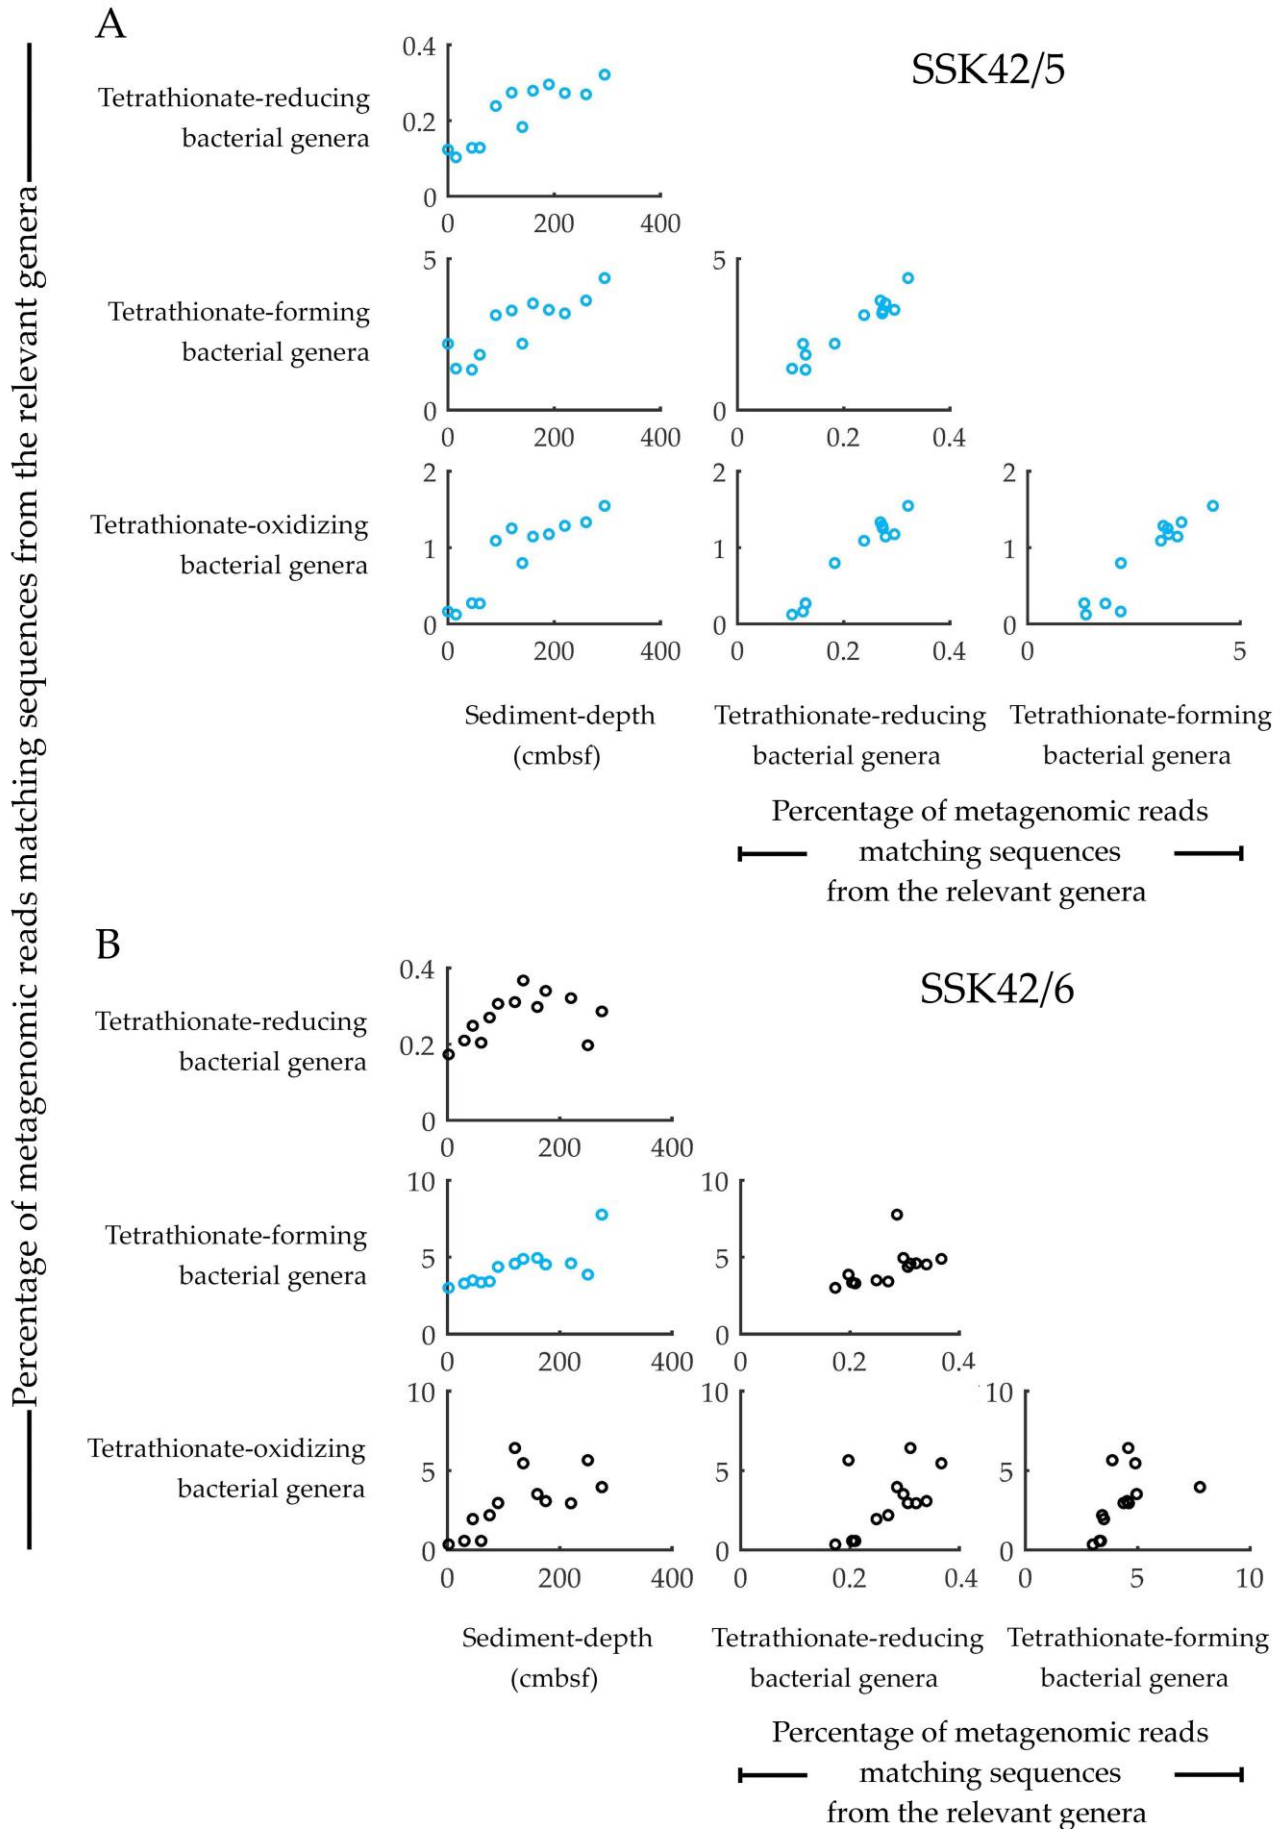 A
SSK42/5
Percentage of metagenomic reads matching sequences from the relevant genera
Tetrathionate-reducing
bacterial genera
0.4
0.2
0
0 200 400
Tetrathionate-forming
bacterial genera
5
0
0 200 400
5
0
0 0.2 0.4
Tetrathionate-oxidizing
bacterial genera
2
1
0
0 200 400
2
1
0
0 0.2 0.4
2
1
0
0 5
Sediment-depth
(cmbsf)
Tetrathionate-reducing
bacterial genera
Tetrathionate-forming
bacterial genera
Percentage of metagenomic reads
matching sequences
from the relevant genera
B
SSK42/6
Tetrathionate-reducing
bacterial genera
0.4
0.2
0
0 200 400
Tetrathionate-forming
bacterial genera
10
5
0
0 200 400
10
5
0
0 0.2 0.4
Tetrathionate-oxidizing
bacterial genera
10
5
0
0 200 400
10
5
0
0 0.2 0.4
10
5
0
0 5 10
Sediment-depth
(cmbsf)
Tetrathionate-reducing
bacterial genera
Tetrathionate-forming
bacterial genera
Percentage of metagenomic reads
matching sequences
from the relevant genera